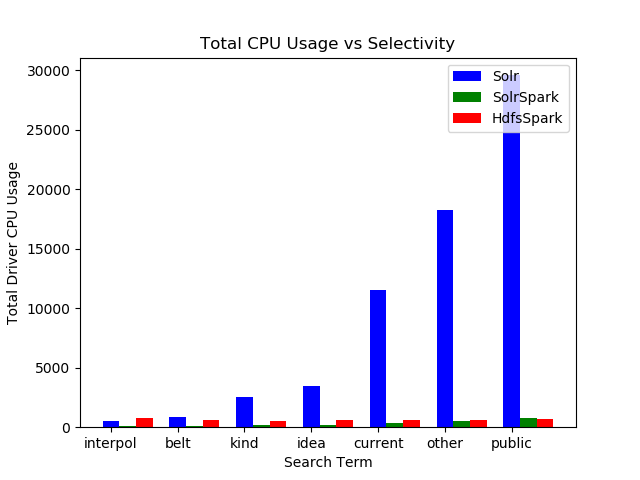 Total CPU Usage vs Selectivity
Solr
SolrSpark
HdfsSpark
30000
25000
20000
15000
10000
5000
0
Total Driver CPU Usage
interpol belt kind idea current other public
Search Term